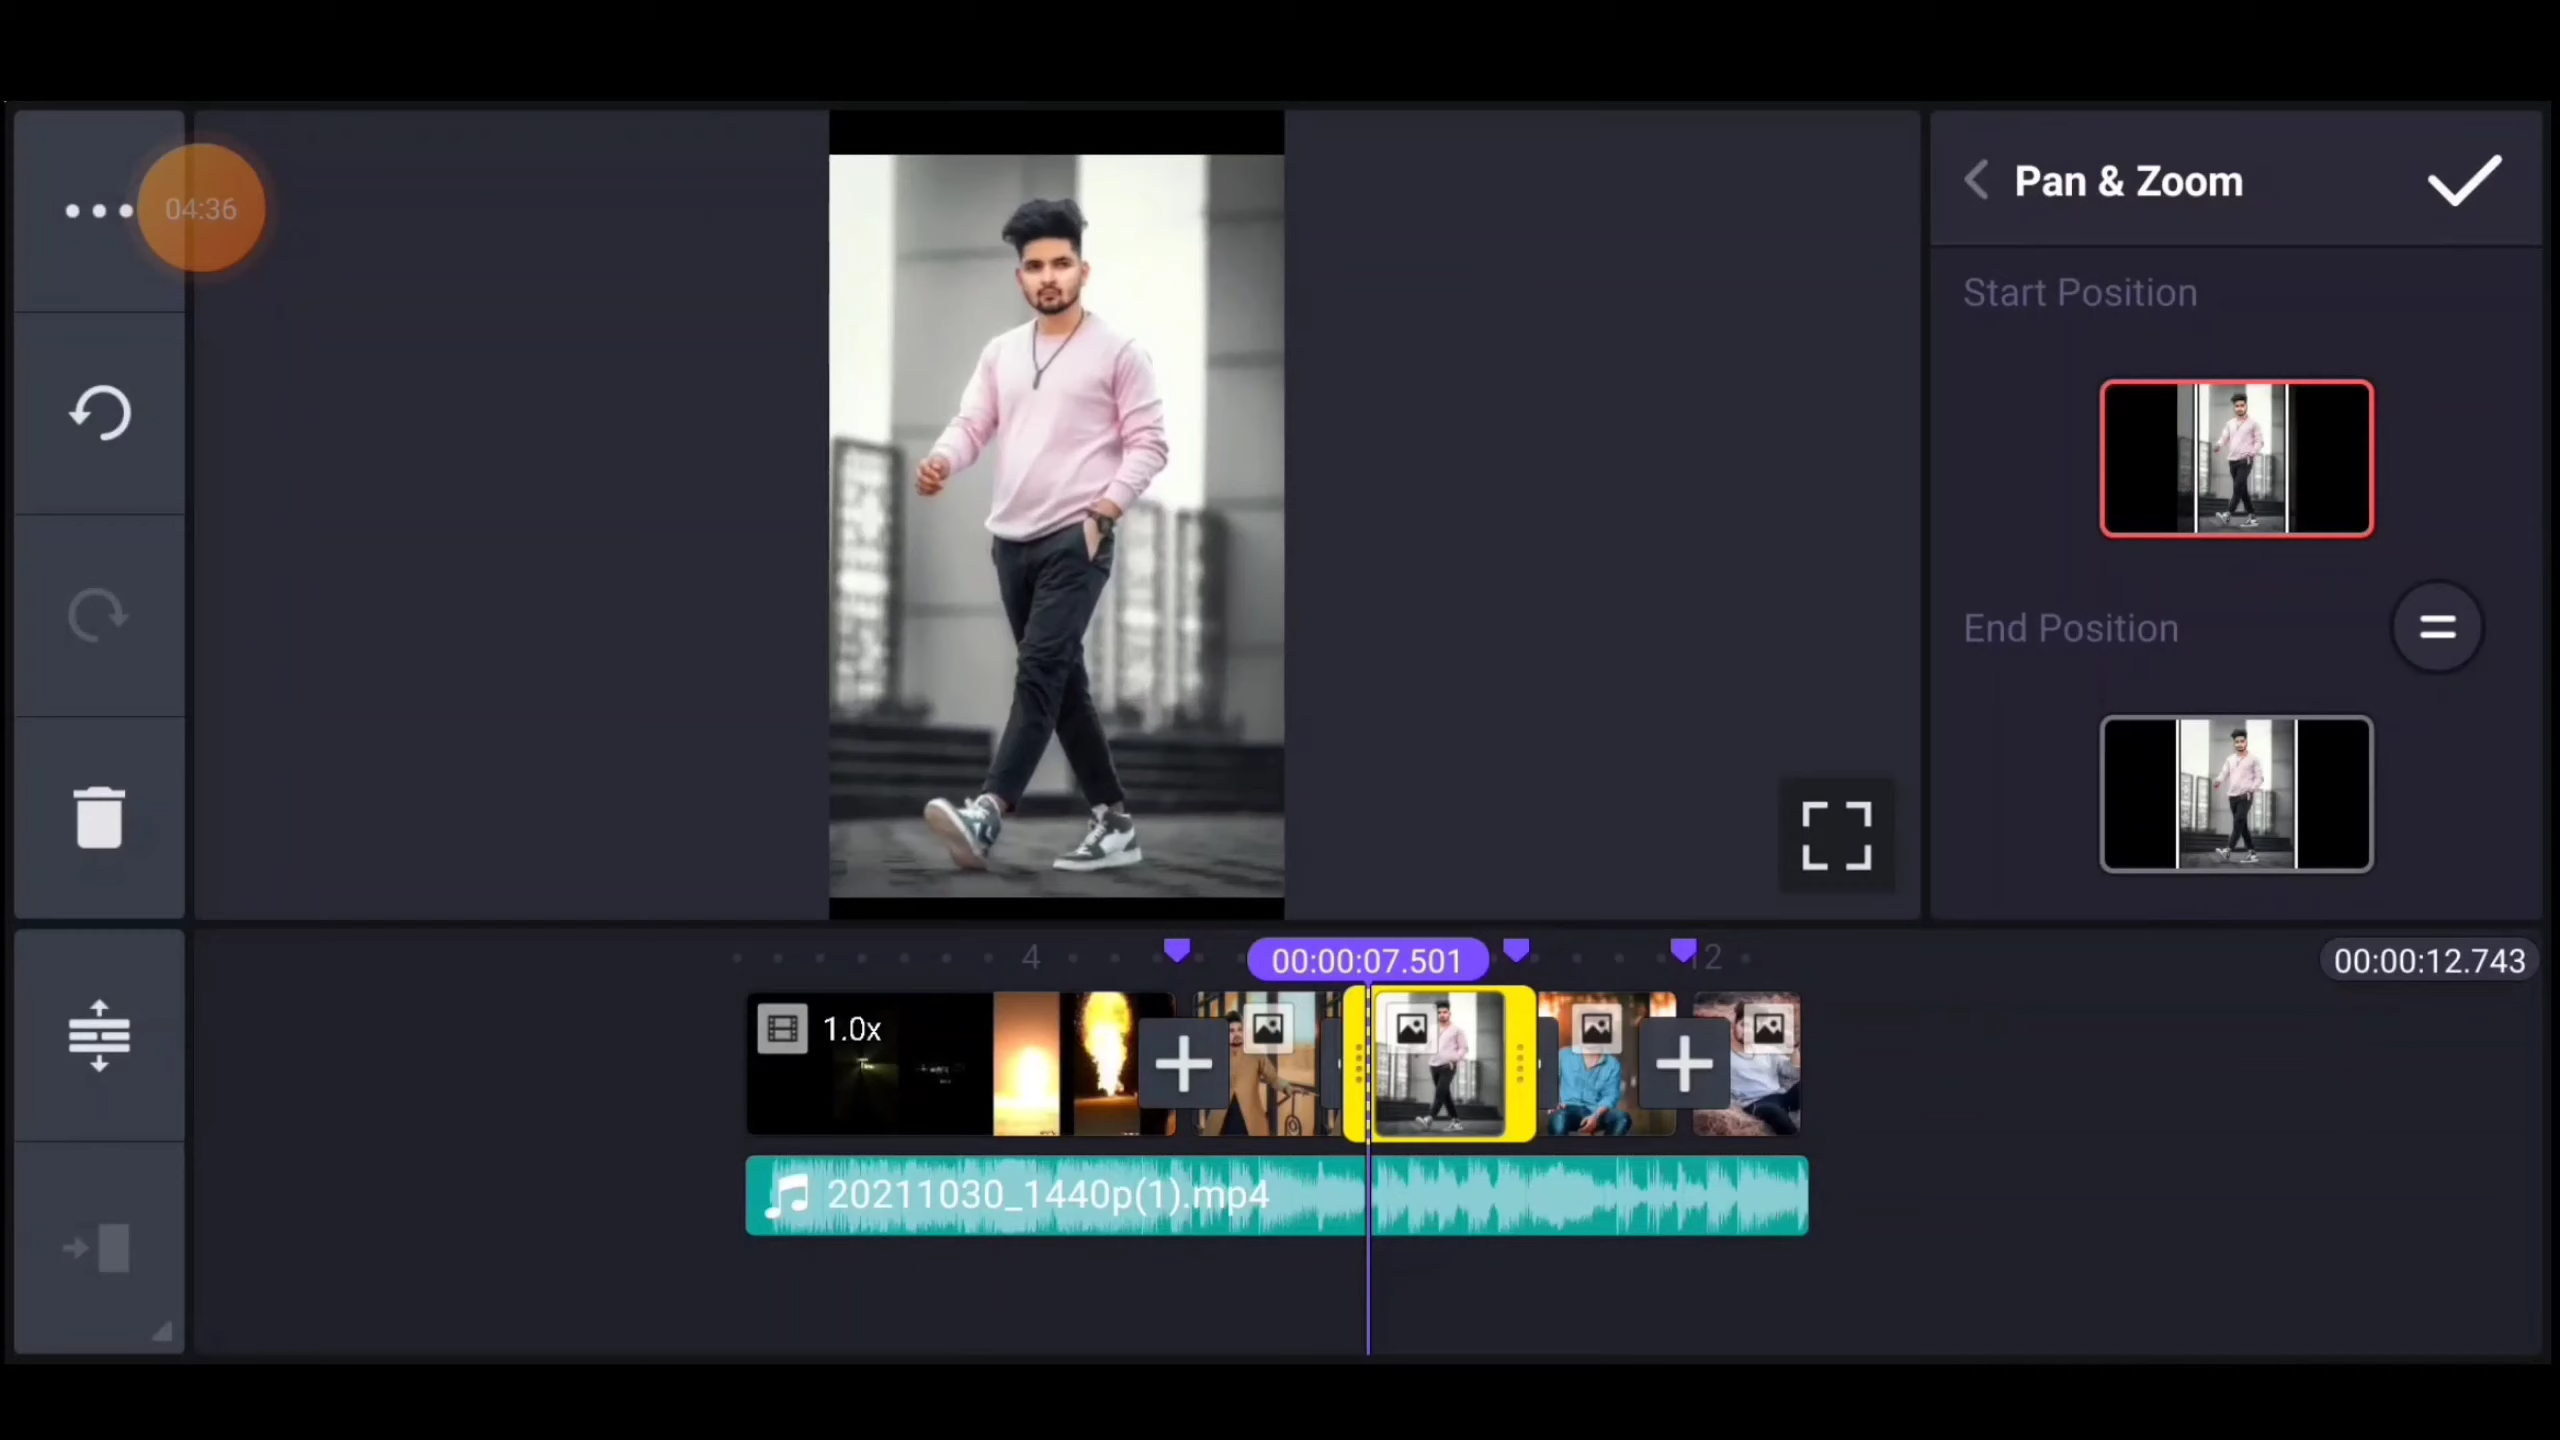 04:36
Pan & Zoom
Start Position
End Position
4
00:00:07.501
12
00:00:12.743
1.0x
20211030_1440p(1).mp4